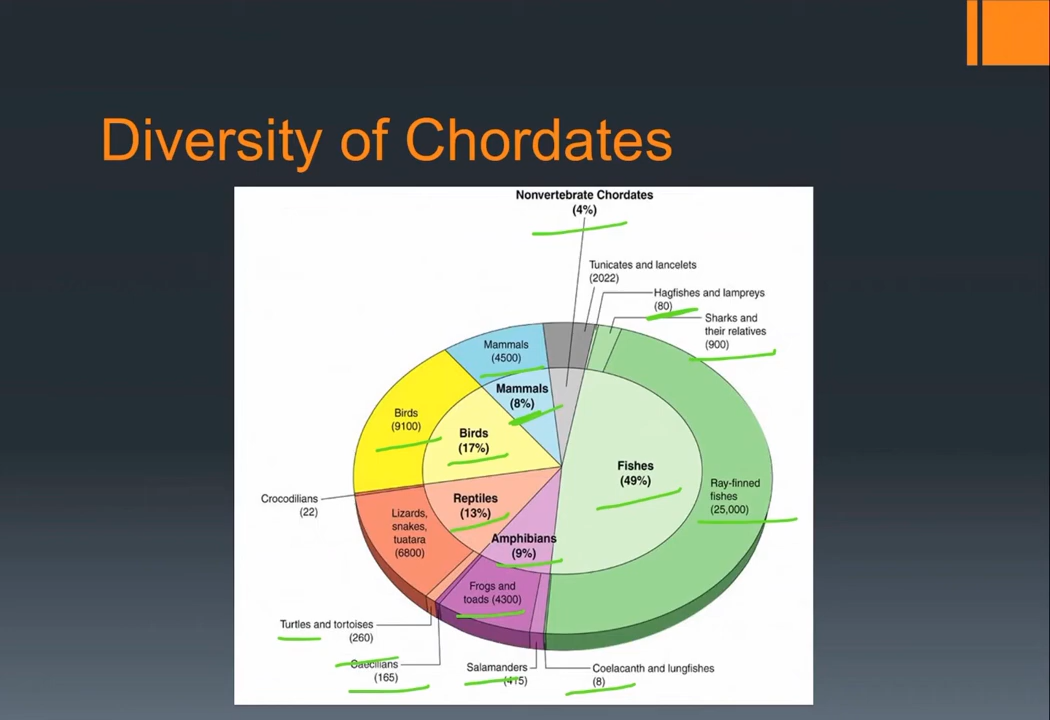 Diversity of Chordates
Nonvertebrate Chordates
(4%)
Tunicates and lancelets
(2022)
Hagfishes and lampreys
(80)
Sharks and
their relatives
(900)
Mammals
(4500)
Mammals
(8%)
Birds
(9100)
Birds
(17%)
Fishes
(49%)
Ray-finned
fishes
(25,000)
Crocodilians
(22)
Reptiles
(13%)
Lizards,
snakes,
tuatara
(6800)
Amphibians
(9%)
Frogs and
toads (4300)
Turtles and tortoises
(260)
Caecilians
(165)
Salamanders
(415)
Coelacanth and lungfishes
(8)